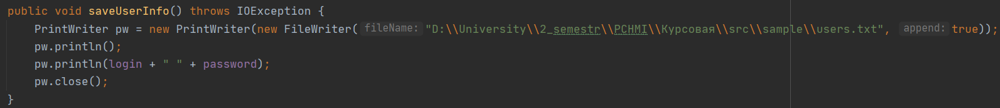 public void saveUserInfo() throws IOException {
PrintWriter pw = new PrintWriter(new FileWriter( fileName: "D:\\University\\2_semestr\\PCHMI\\Курсовая\\src\\sample\\users.txt", append: true));
pw.println();
pw.println(login + " " + password);
pw.close();
}